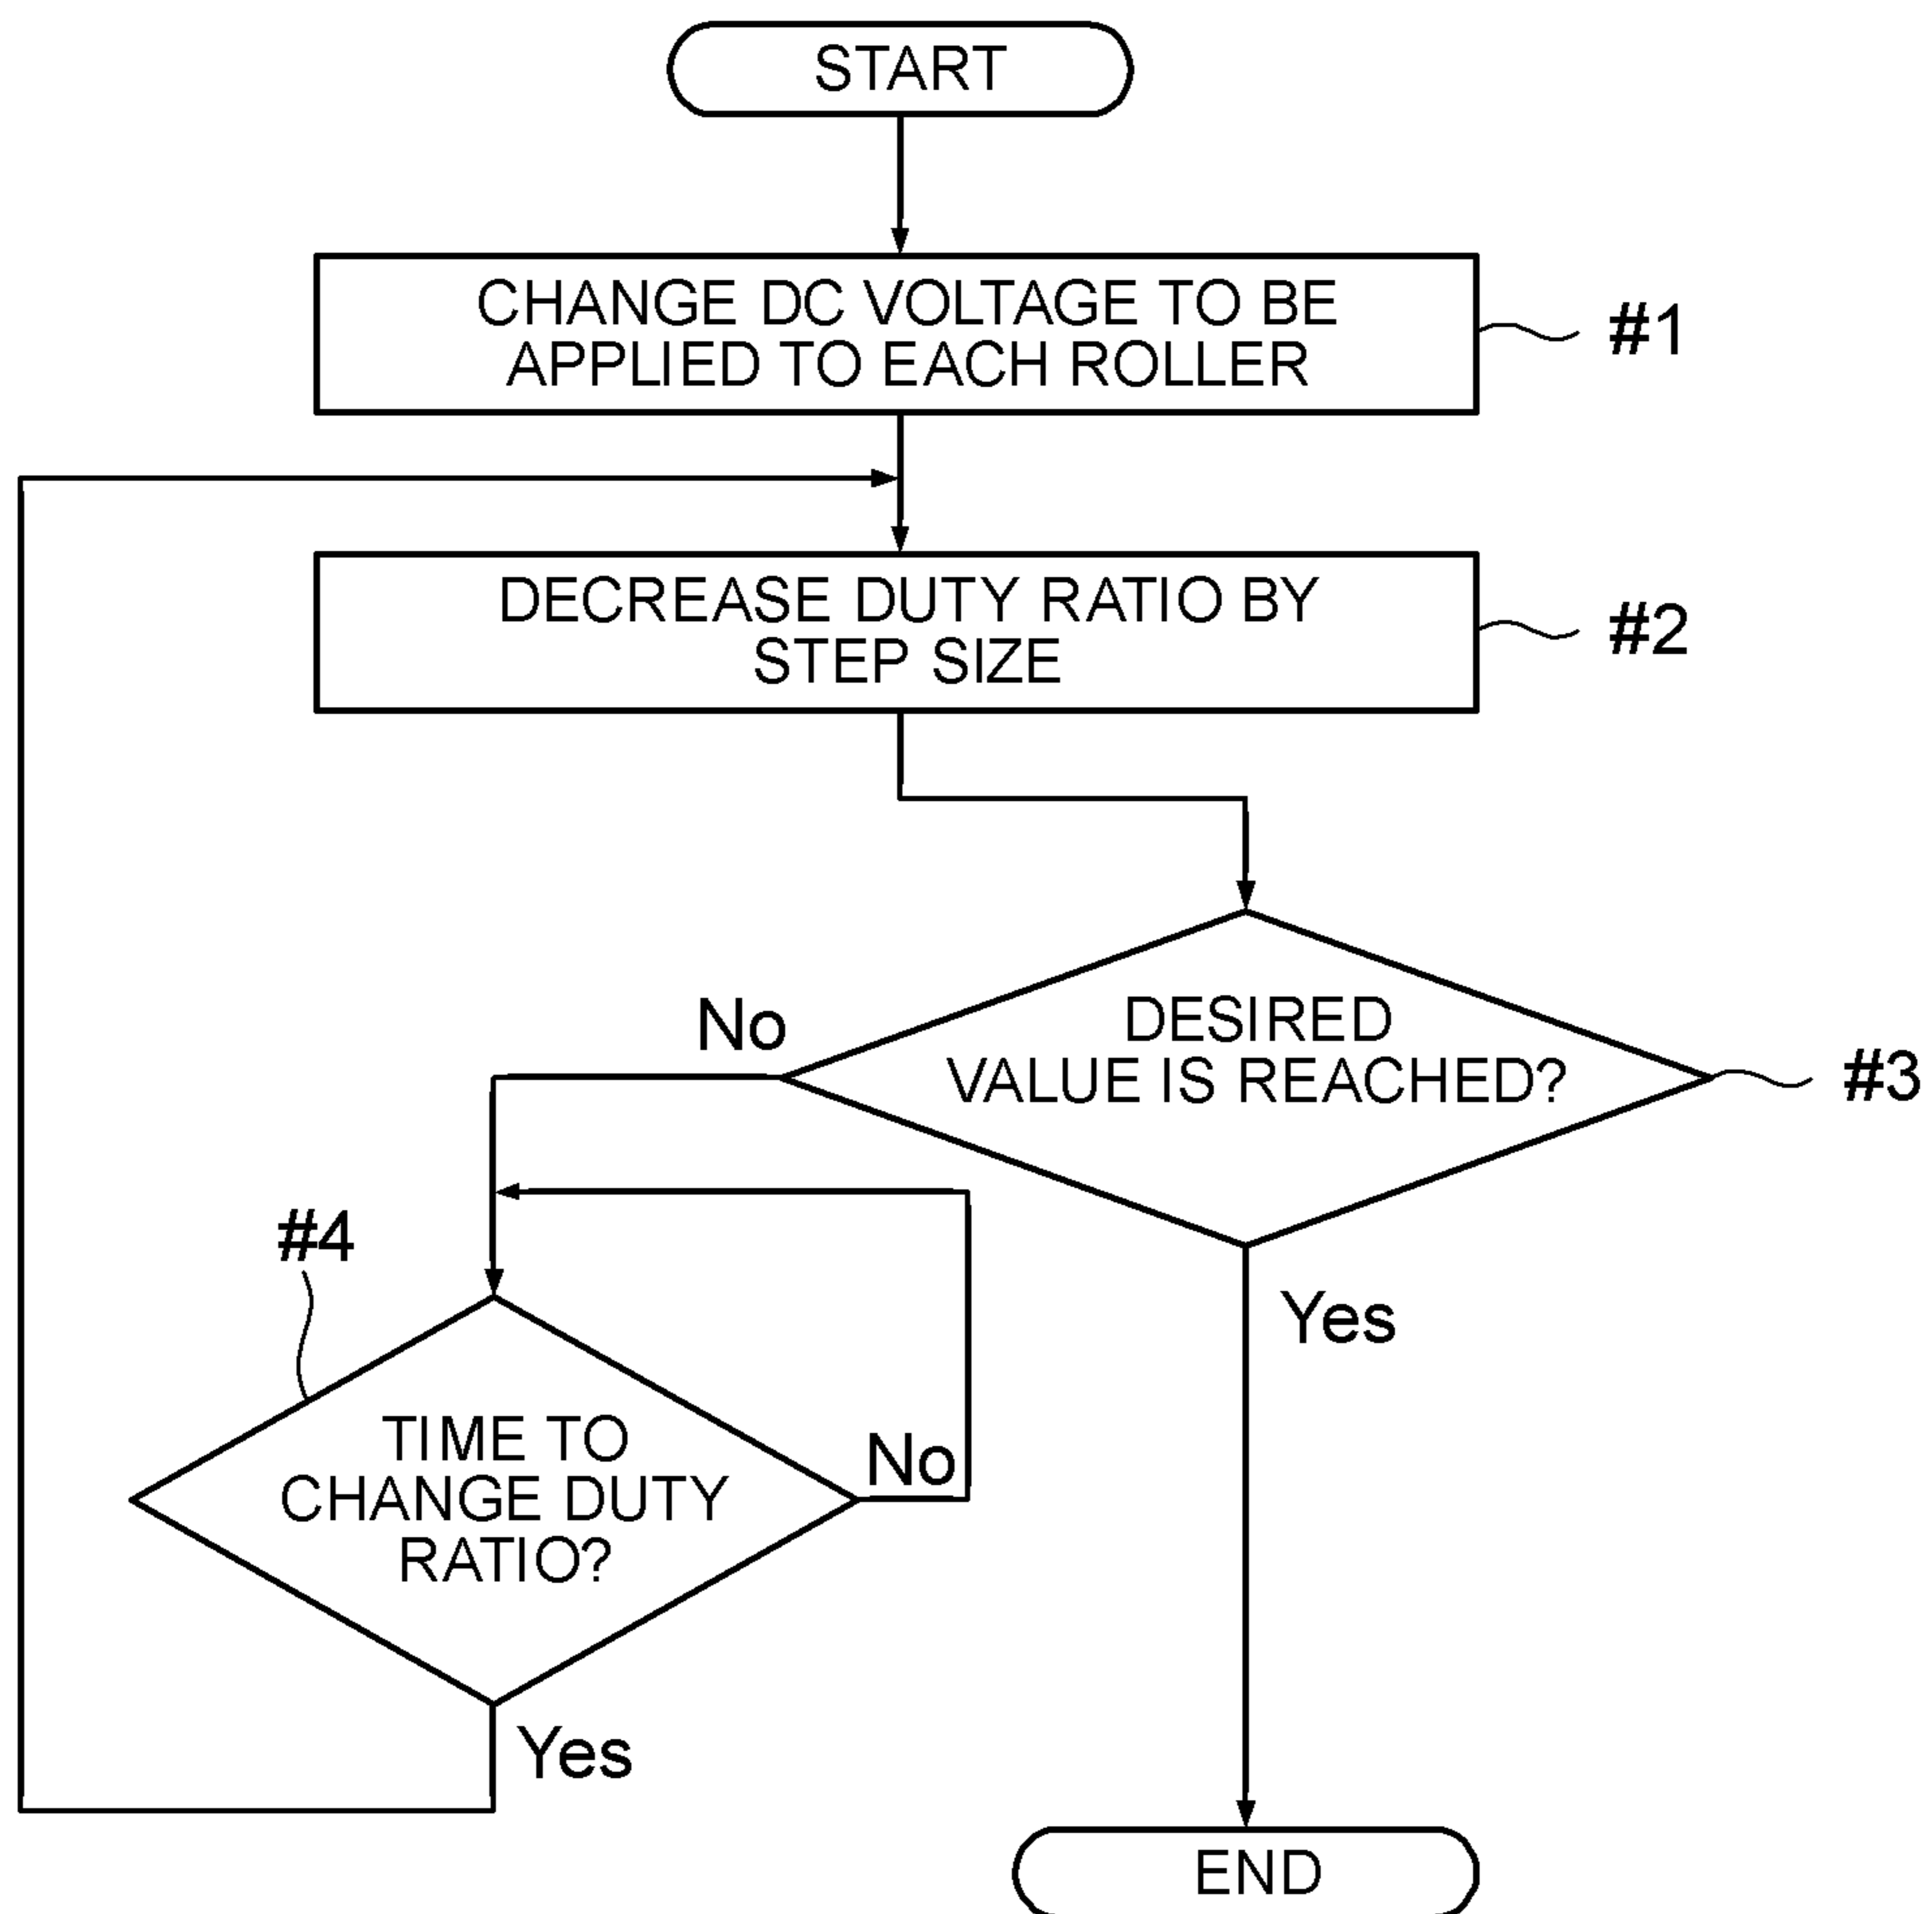 START
CHANGE DC VOLTAGE TO BE
APPLIED TO EACH ROLLER
#1
DECREASE DUTY RATIO BY
STEP SIZE
#2
No
DESIRED
VALUE IS REACHED?
#3
#4
Yes
TIME TO
CHANGE DUTY
RATIO?
No
Yes
END